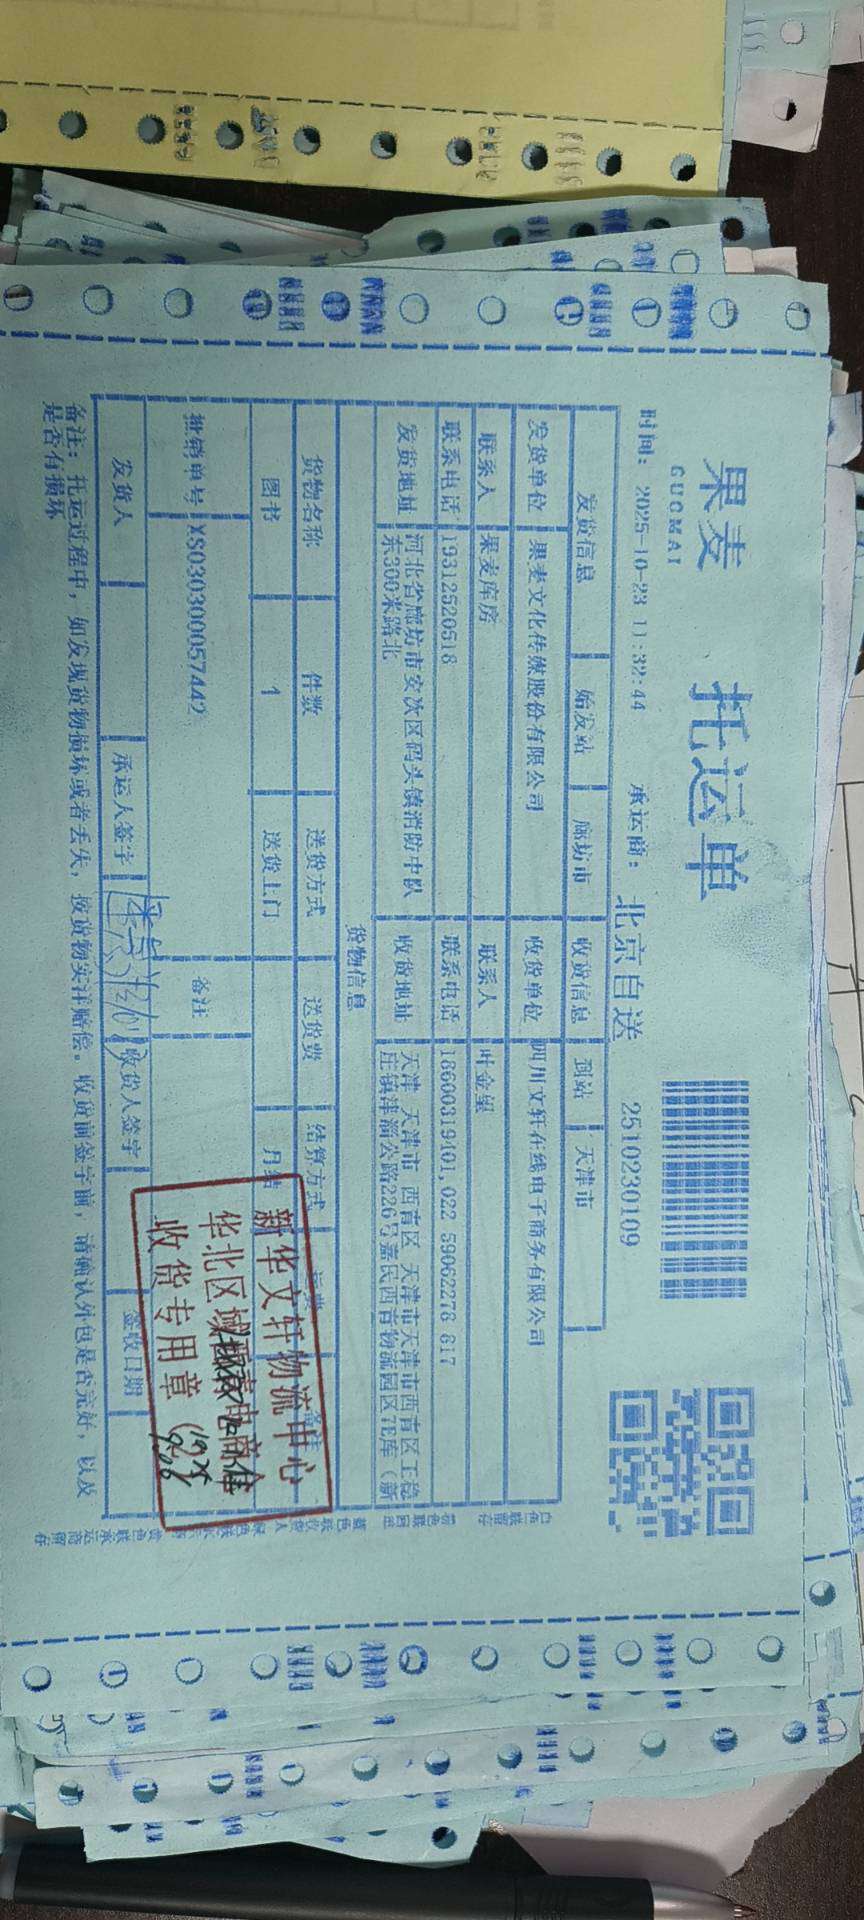 果麦
GUOMAI
托运单
时间: 2025-10-23 11:32:44 承运商: 北京自送 2510230109
发货信息 始发站 廊坊市 收货信息 到站 天津市
发货单位 果麦文化传媒股份有限公司 收货单位 四川文轩在线电子商务有限公司
联系人 果麦库房 联系人 叶金望
联系电话 19312520518 联系电话 18600319401,022 59062278 817
发货地址 河北省廊坊市安次区码头镇消防中队东300米路北 收货地址 天津 天津市 西青区 天津市天津市西青区王稳庄镇津淄公路226号嘉民西青物流园区7E库（新
货物信息
货物名称 件数 送货方式 送货费 结算方式
图书 1 送货上门 月结
批销单号 XS030300057442 备注
发货人 承运人签字 收货人签字 签收日期
备注: 托运过程中，如发现货物损坏或者丢失，按货物实洋赔偿。收货前签字前，请确认外包是否完好，以及
是否有损坏
新华文轩物流中心
华北区域
收货专用章